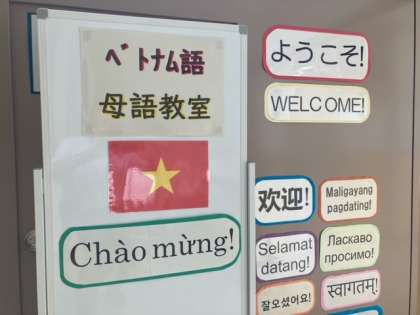 ベトナム語
母語教室
Chào mừng!
ようこそ!
WELCOME!
欢迎!
Maligayang
pagdating!
Selamat
datang!
Ласкаво
просимо!
잘오셨어요!
स्वागतम्!